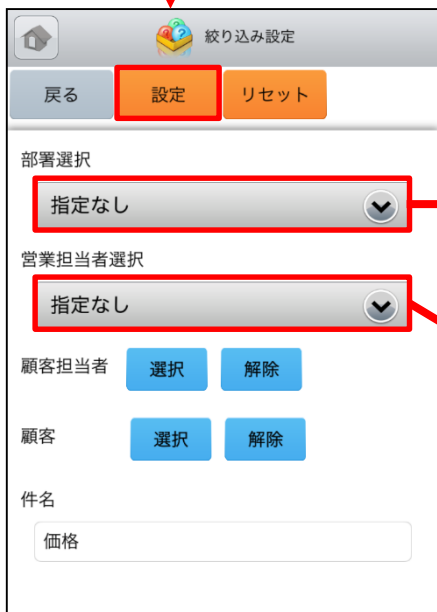 絞り込み設定
戻る 設定 リセット
部署選択
指定なし
営業担当者選択
指定なし
顧客担当者 選択 解除
顧客 選択 解除
件名
価格